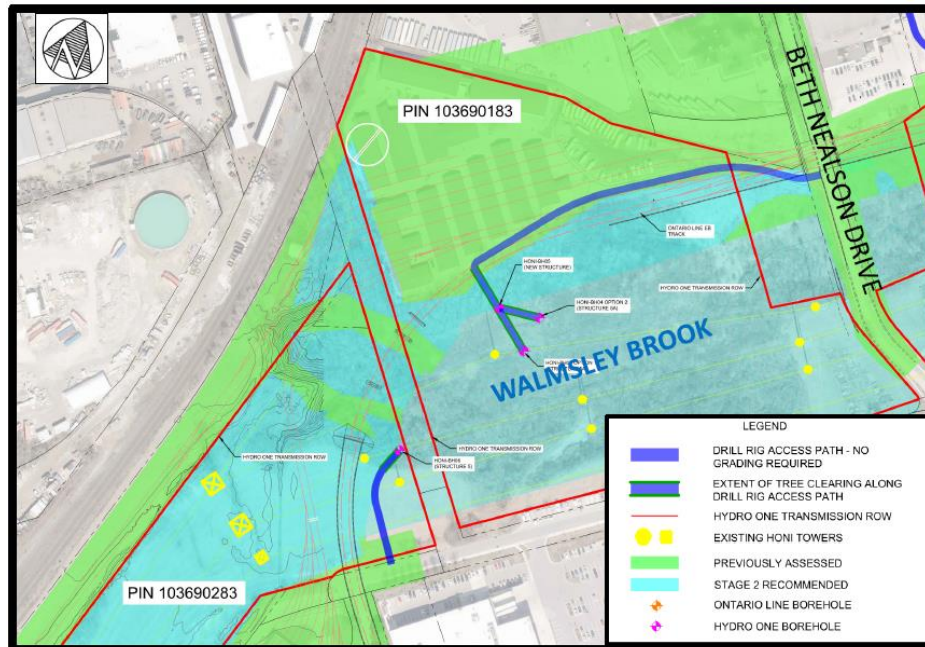 PIN 103690183
BETH NEALSON DRIVE
ONTARIO LINE EB
TRACK
HONI-BH05
(NEW STRUCTURE)
HYDRO ONE TRANSMISSION ROW
HONI-BH04 OPTION 2
(STRUCTURE 6A)
WALMSLEY BROOK
HYDRO ONE TRANSMISSION ROW
HYDRO ONE TRANSMISSION ROW
HONI-BH06
(STRUCTURE 5)
PIN 103690283
LEGEND
DRILL RIG ACCESS PATH - NO
GRADING REQUIRED
EXTENT OF TREE CLEARING ALONG
DRILL RIG ACCESS PATH
HYDRO ONE TRANSMISSION ROW
EXISTING HONI TOWERS
PREVIOUSLY ASSESSED
STAGE 2 RECOMMENDED
ONTARIO LINE BOREHOLE
HYDRO ONE BOREHOLE